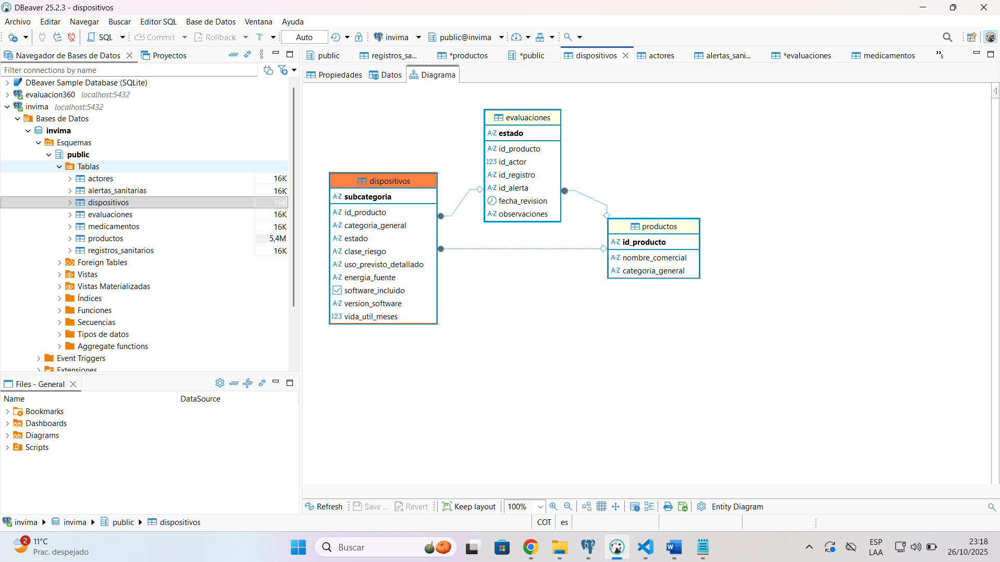 DBeaver 25.2.3 - dispositivos
Archivo Editar Navegar Buscar Editor SQL Base de Datos Ventana Ayuda
SQL Commit Rollback T Auto invima public@invima
Navegador de Bases de Datos Proyectos
public registros_sa... *productos *public dispositivos actores alertas_sani... *evaluaciones medicamentos »5
Filter connections by name
Propiedades Datos Diagrama
DBeaver Sample Database (SQLite)
evaluacion360 localhost:5432
invima localhost:5432
Bases de Datos
invima
Esquemas
public
Tablas
actores 16K
alertas_sanitarias 16K
dispositivos 16K
evaluaciones 16K
medicamentos 16K
productos 5,4M
registros_sanitarios 16K
Foreign Tables
Vistas
Vistas Materializadas
Índices
Funciones
Secuencias
Tipos de datos
Aggregate functions
Event Triggers
Extensiones
evaluaciones
A-Z estado
A-Z id_producto
123 id_actor
A-Z id_registro
A-Z id_alerta
fecha_revision
A-Z observaciones
dispositivos
A-Z subcategoria
A-Z id_producto
A-Z categoria_general
A-Z estado
A-Z clase_riesgo
A-Z uso_previsto_detallado
A-Z energia_fuente
software_incluido
A-Z version_software
123 vida_util_meses
productos
A-Z id_producto
A-Z nombre_comercial
A-Z categoria_general
Files - General
Name DataSource
Bookmarks
Dashboards
Diagrams
Scripts
Refresh Save ... Revert Keep layout 100% Entity Diagram
invima invima public dispositivos COT es
2 11°C
Prac. despejado
Buscar
ESP
LAA
23:18
26/10/2025